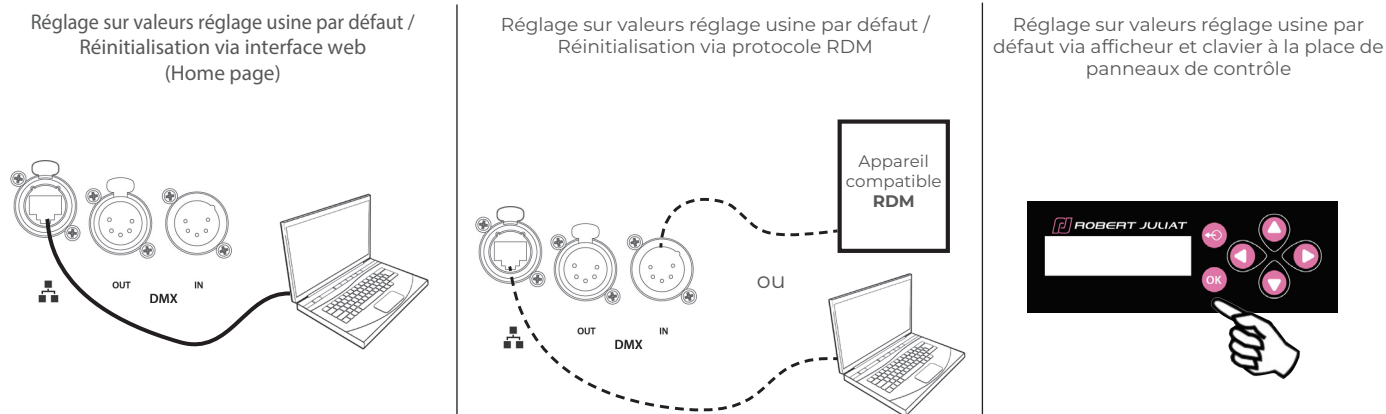 Réglage sur valeurs réglage usine par défaut /
Réinitialisation via interface web
(Home page)
OUT
IN
DMX
Réglage sur valeurs réglage usine par défaut /
Réinitialisation via protocole RDM
Appareil
compatible
RDM
ou
OUT
IN
DMX
Réglage sur valeurs réglage usine par
défaut via afficheur et clavier à la place de
panneaux de contrôle
ROBERT JULIAT
OK